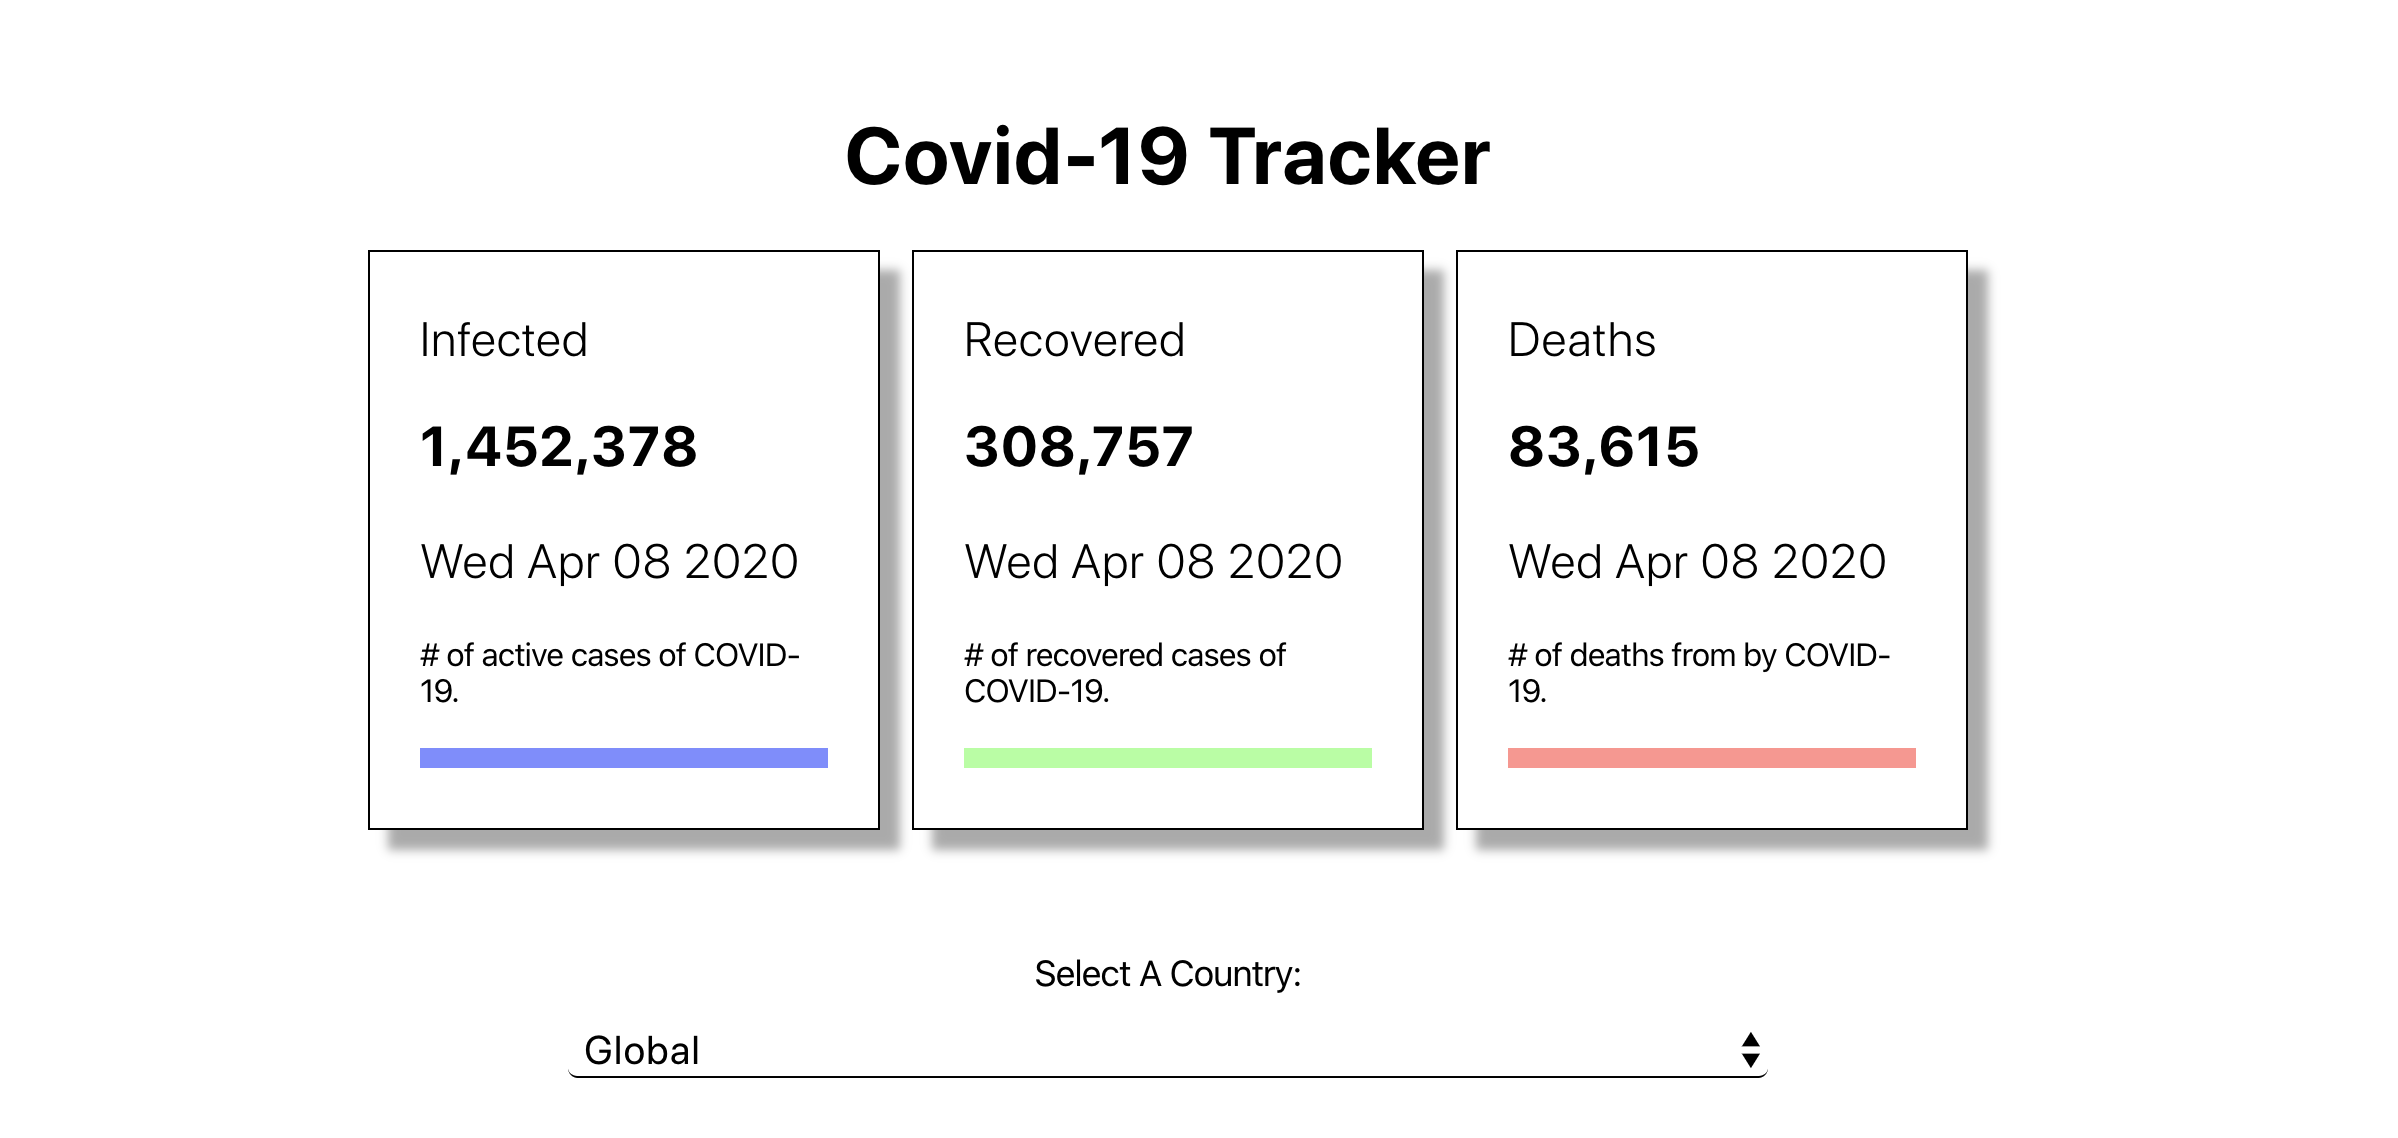 Covid-19 Tracker
Infected
1,452,378
Wed Apr 08 2020
# of active cases of COVID-
19.
Recovered
308,757
Wed Apr 08 2020
# of recovered cases of
COVID-19.
Deaths
83,615
Wed Apr 08 2020
# of deaths from by COVID-
19.
Select A Country:
Global